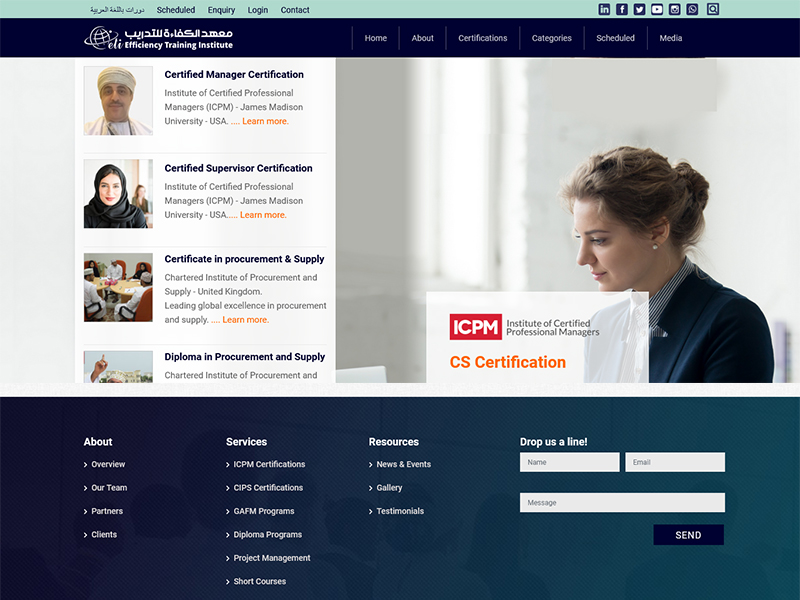 دورات باللغة العربية Scheduled Enquiry Login Contact
معهد الكفاءة للتدريب
eti Efficiency Training Institute
Home About Certifications Categories Scheduled Media
Certified Manager Certification
Institute of Certified Professional
Managers (ICPM) - James Madison
University - USA. .... Learn more.
Certified Supervisor Certification
Institute of Certified Professional
Managers (ICPM) - James Madison
University - USA..... Learn more.
Certificate in procurement & Supply
Chartered Institute of Procurement and
Supply - United Kingdom.
Leading global excellence in procurement
and supply. .... Learn more.
Diploma in Procurement and Supply
Chartered Institute of Procurement and
ICPM Institute of Certified
Professional Managers
CS Certification
About
Overview
Our Team
Partners
Clients
Services
ICPM Certifications
CIPS Certifications
GAFM Programs
Diploma Programs
Project Management
Short Courses
Resources
News & Events
Gallery
Testimonials
Drop us a line!
Name Email
Message
SEND